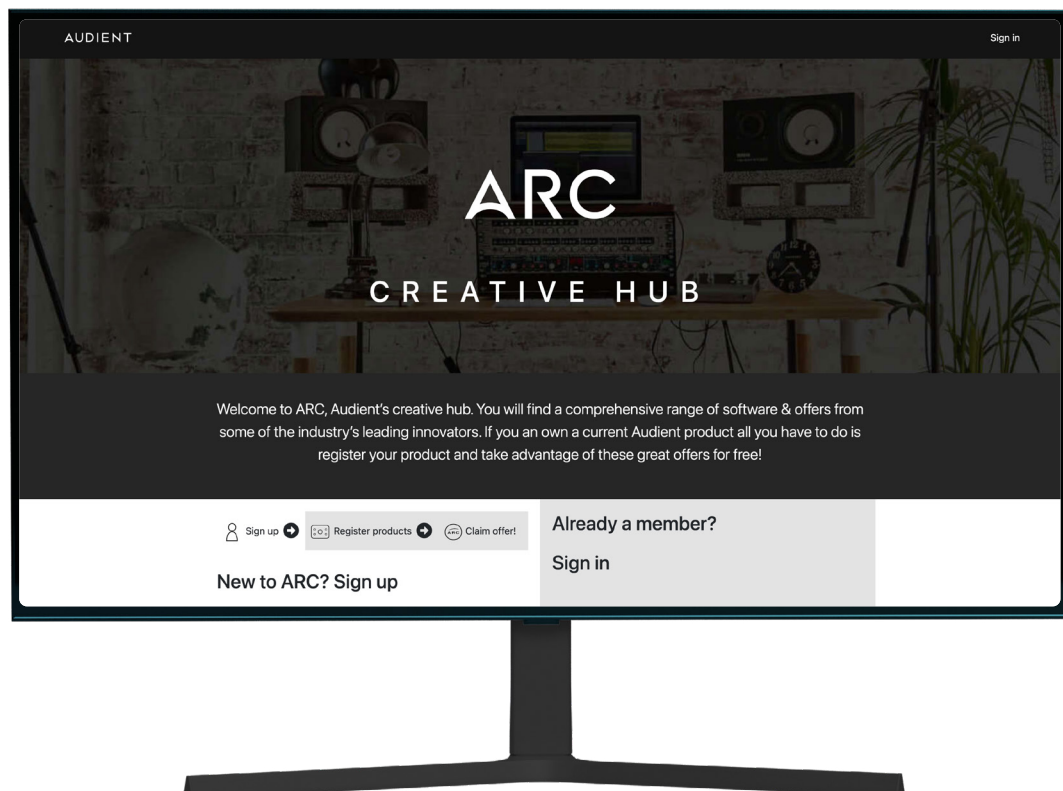 AUDIENT
Sign in
ARC
CREATIVE HUB
Welcome to ARC, Audient’s creative hub. You will find a comprehensive range of software & offers from
some of the industry’s leading innovators. If you an own a current Audient product all you have to do is
register your product and take advantage of these great offers for free!
Sign up
Register products
ARC
Claim offer!
New to ARC? Sign up
Already a member?
Sign in